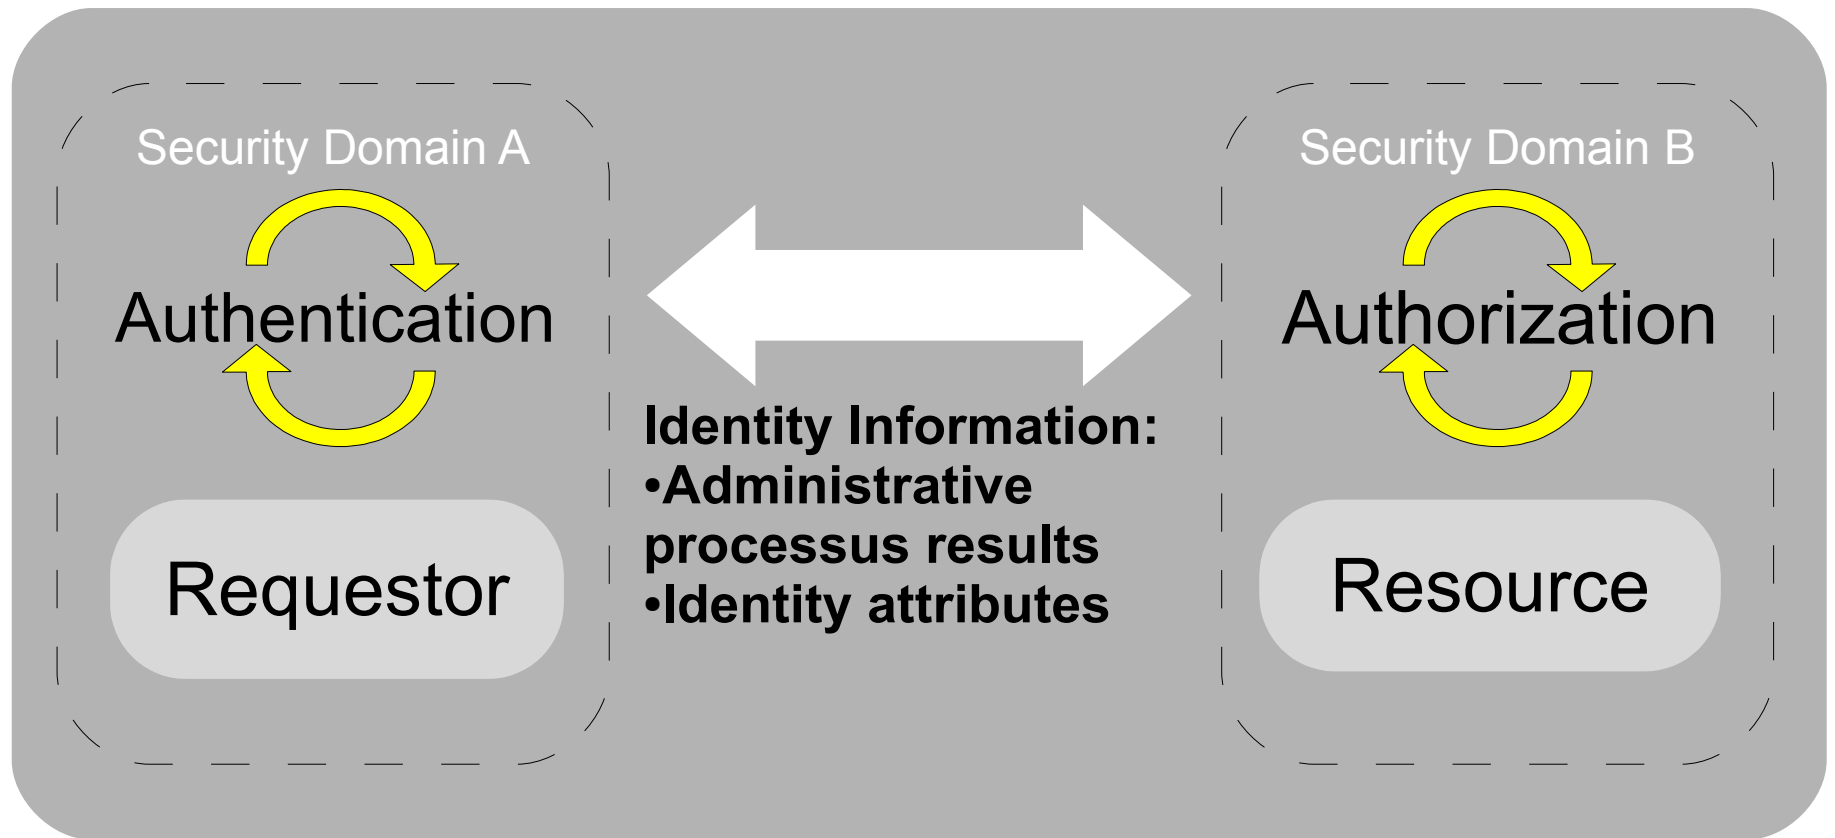 Security Domain A
Authentication
Requestor
Identity Information:
•Administrative
processus results
•Identity attributes
Security Domain B
Authorization
Resource